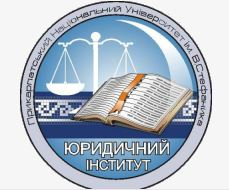 Прикарпатський Національний Університет ім. В.Стефаника
ЮРИДИЧНИЙ
ІНСТИТУТ